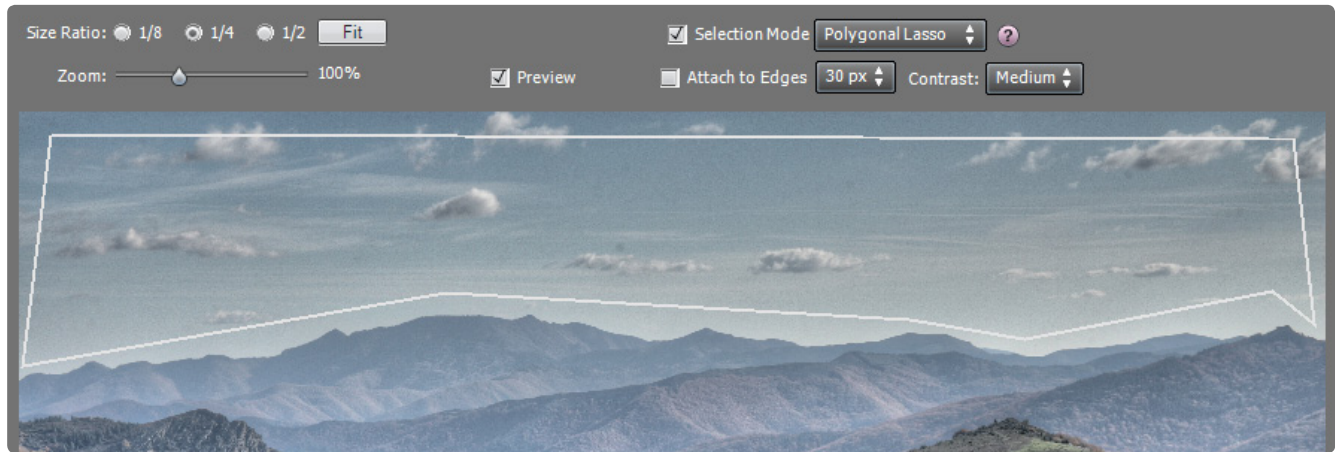 Size Ratio: 1/8 1/4 1/2 Fit Selection Mode Polygonal Lasso ?
Zoom: 100% Preview Attach to Edges 30 px Contrast: Medium